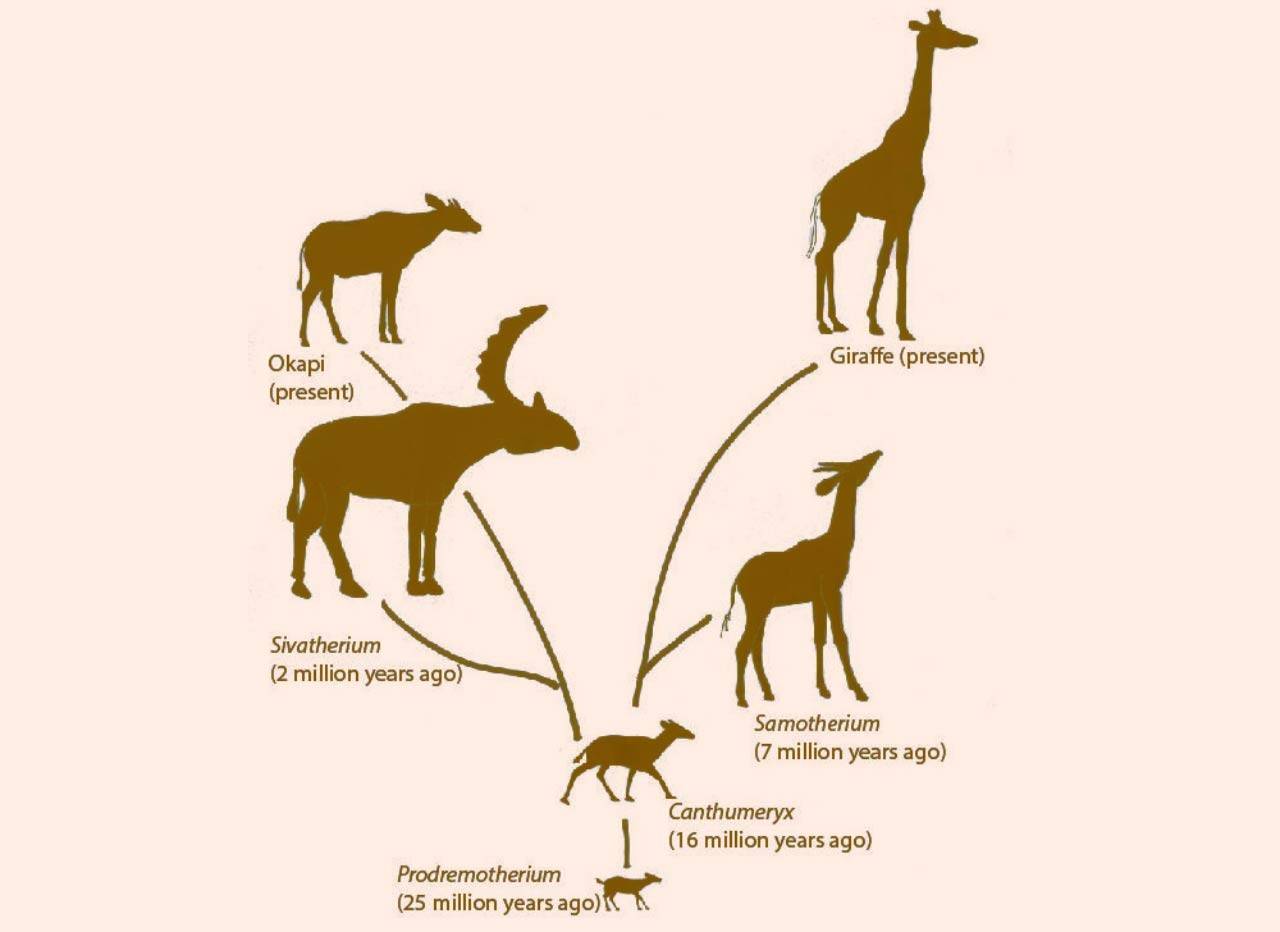 Okapi
(present)
Giraffe (present)
Sivatherium
(2 million years ago)
Samotherium
(7 million years ago)
Canthumeryx
(16 million years ago)
Prodremotherium
(25 million years ago)